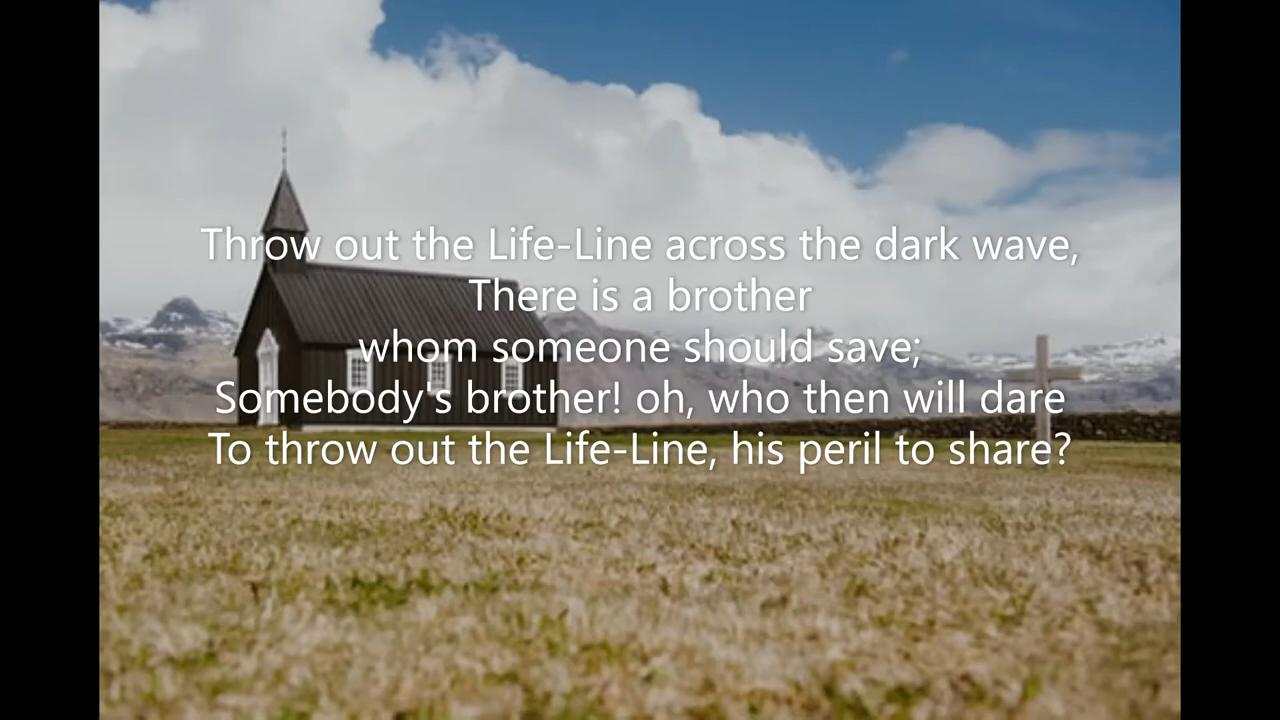 Throw out the Life-Line across the dark wave,
There is a brother
whom someone should save;
Somebody's brother! oh, who then will dare
To throw out the Life-Line, his peril to share?